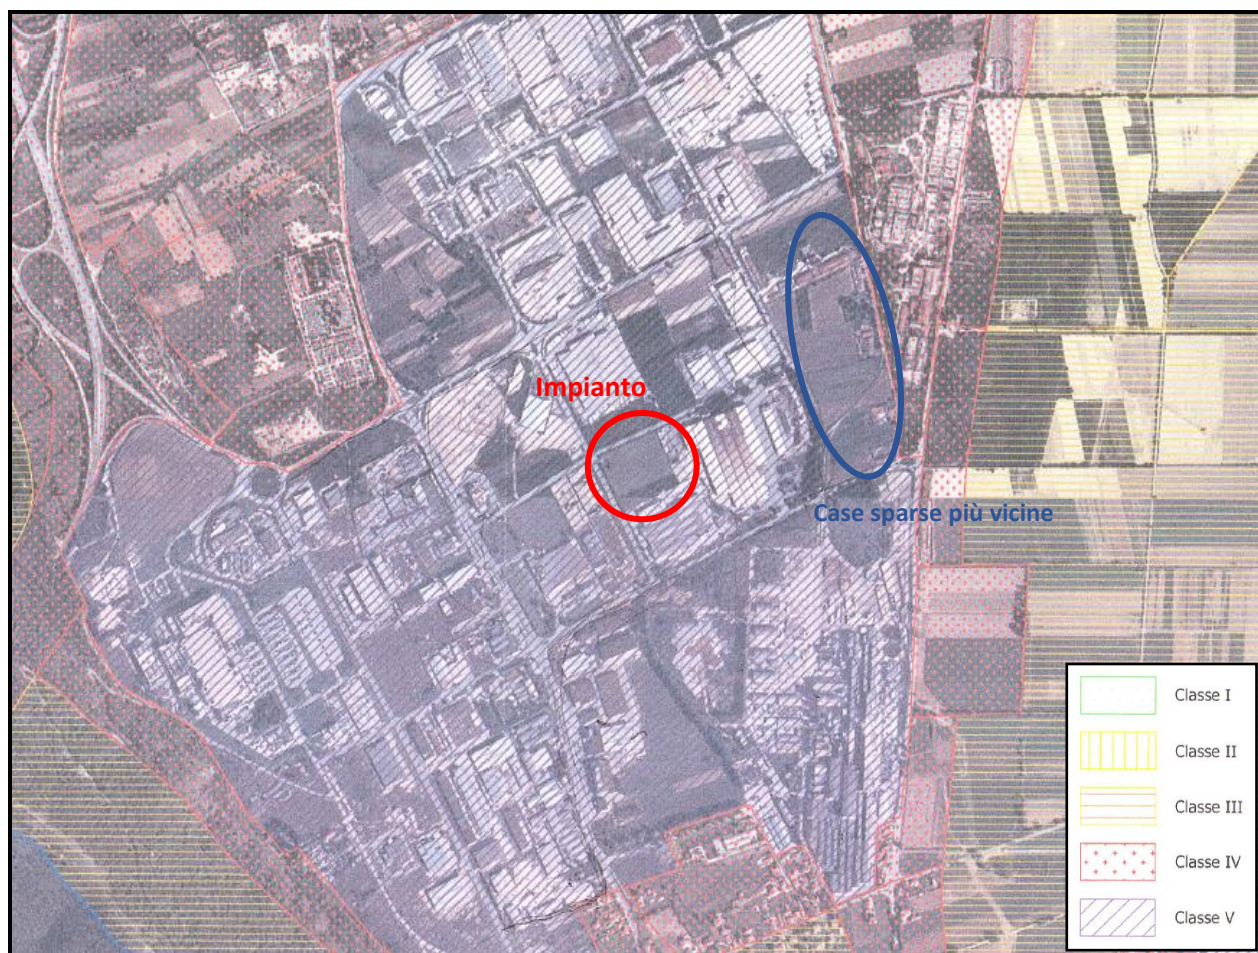 Impianto
Case sparse più vicine
Classe I
Classe II
Classe III
Classe IV
Classe V